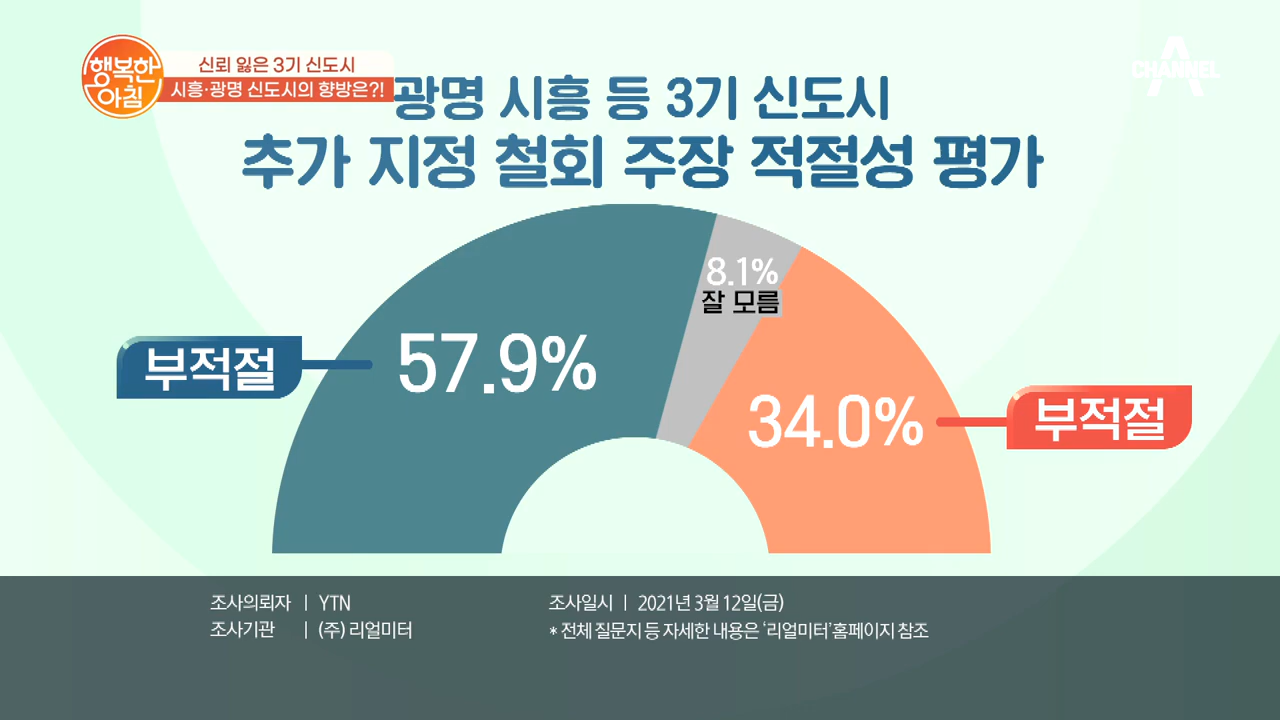 행복한
아침
신뢰 잃은 3기 신도시
시흥·광명 신도시의 향방은?!
A
CHANNEL
광명 시흥 등 3기 신도시
추가 지정 철회 주장 적절성 평가
8.1%
잘 모름
부적절
57.9%
34.0%
부적절
조사의뢰자 | YTN
조사일시 | 2021년 3월 12일(금)
조사기관 | (주) 리얼미터
* 전체 질문지 등 자세한 내용은 '리얼미터'홈페이지 참조